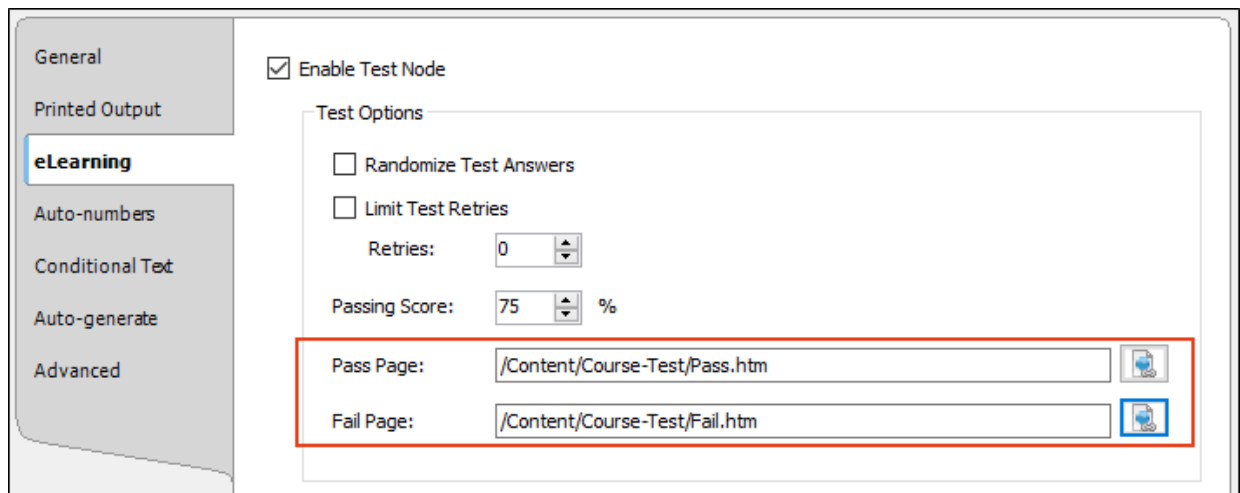 General
Printed Output
eLearning
Auto-numbers
Conditional Text
Auto-generate
Advanced
Enable Test Node
Test Options
Randomize Test Answers
Limit Test Retries
Retries: 0
Passing Score: 75 %
Pass Page: /Content/Course-Test/Pass.htm
Fail Page: /Content/Course-Test/Fail.htm